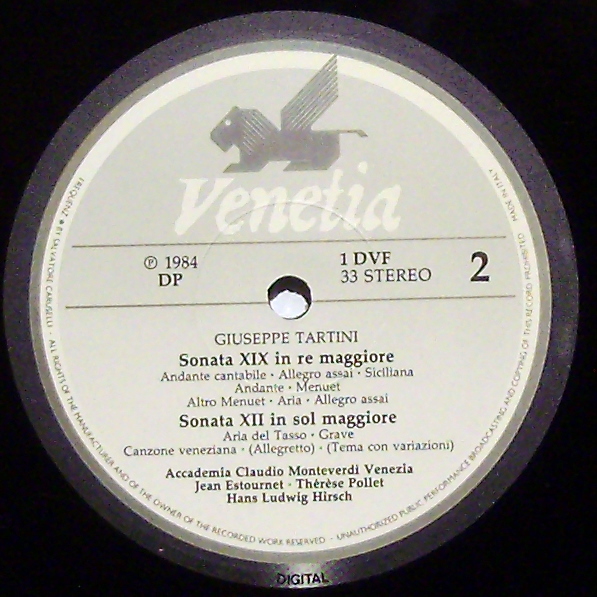 Venetia
℗ 1984
DP
1 DVF
33 STEREO
2
GIUSEPPE TARTINI
Sonata XIX in re maggiore
Andante cantabile · Allegro assai · Siciliana
Andante · Menuet
Altro Menuet · Aria · Allegro assai
Sonata XII in sol maggiore
Aria del Tasso · Grave
Canzone veneziana · (Allegretto) · (Tema con variazioni)
Accademia Claudio Monteverdi Venezia
Jean Estournet · Thérèse Pollet
Hans Ludwig Hirsch
FREQUENZ ● BY SALVATORE CARUSELLI - ALL RIGHTS OF THE MANUFACTURER AND OF THE OWNER OF THE RECORDED WORK RESERVED - UNAUTHORIZED PUBLIC PERFORMANCE BROADCASTING AND COPYING OF THIS RECORD PROHIBITED MADE IN ITALY
DIGITAL